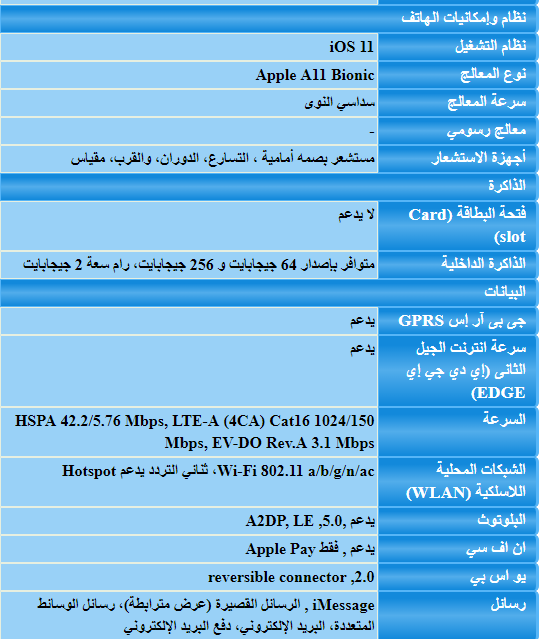 نظام وإمكانيات الهاتف
نظام التشغيل
iOS 11
نوع المعالج
Apple A11 Bionic
سرعة المعالج
سداسي النوى
معالج رسومي
-
أجهزة الاستشعار
مستشعر بصمه أمامية ، التسارع، الدوران، والقرب، مقياس
الذاكرة
فتحة البطاقة (Card
slot)
لا يدعم
الذاكرة الداخلية
متوافر بإصدار 64 جيجابايت و 256 جيجابايت، رام سعة 2 جيجابايت
البيانات
جى بى آر إس GPRS
يدعم
سرعة انترنت الجيل
الثانى (إي دي جي إي
EDGE)
يدعم
السرعة
HSPA 42.2/5.76 Mbps, LTE-A (4CA) Cat16 1024/150
Mbps, EV-DO Rev.A 3.1 Mbps
الشبكات المحلية
اللاسلكية (WLAN)
Wi-Fi 802.11 a/b/g/n/ac، ثنائي التردد يدعم Hotspot
البلوتوث
يدعم ,5.0, A2DP, LE
ان اف سي
يدعم , فقط Apple Pay
يو اس بي
2.0, reversible connector
رسائل
iMessage , الرسائل القصيرة (عرض مترابطة)، رسائل الوسائط
المتعددة، البريد الإلكتروني، دفع البريد الإلكتروني